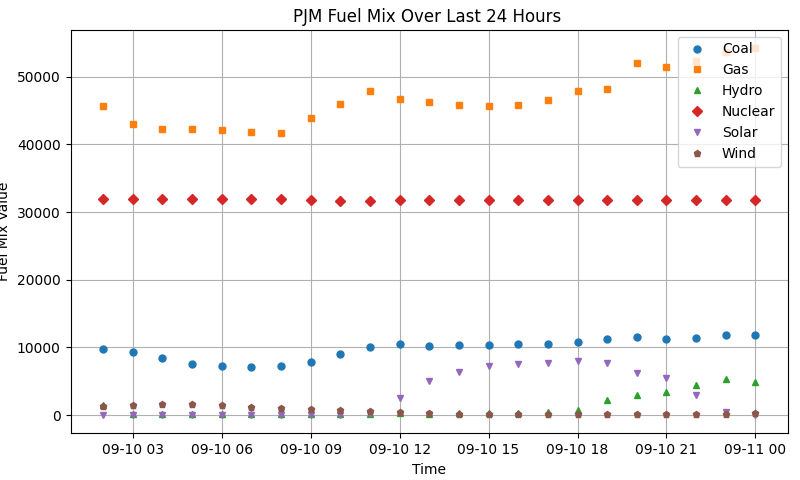 PJM Fuel Mix Over Last 24 Hours
Coal
Gas
Hydro
Nuclear
Solar
Wind
50000
40000
30000
20000
10000
0
Fuel Mix Value
09-10 03
09-10 06
09-10 09
09-10 12
09-10 15
09-10 18
09-10 21
09-11 00
Time